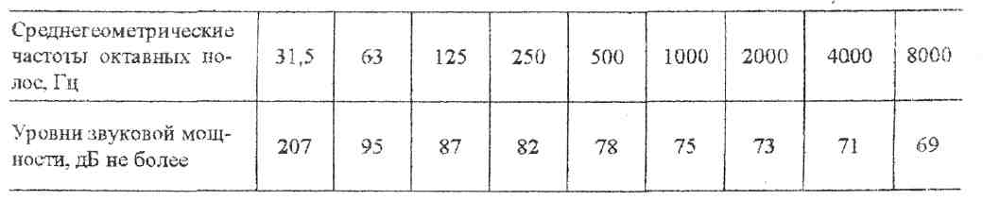 Среднегеометрические
частоты октавных по-
лос, Гц
31,5 63 125 250 500 1000 2000 4000 8000
Уровни звуковой мощ-
ности, дБ не более
207 95 87 82 78 75 73 71 69